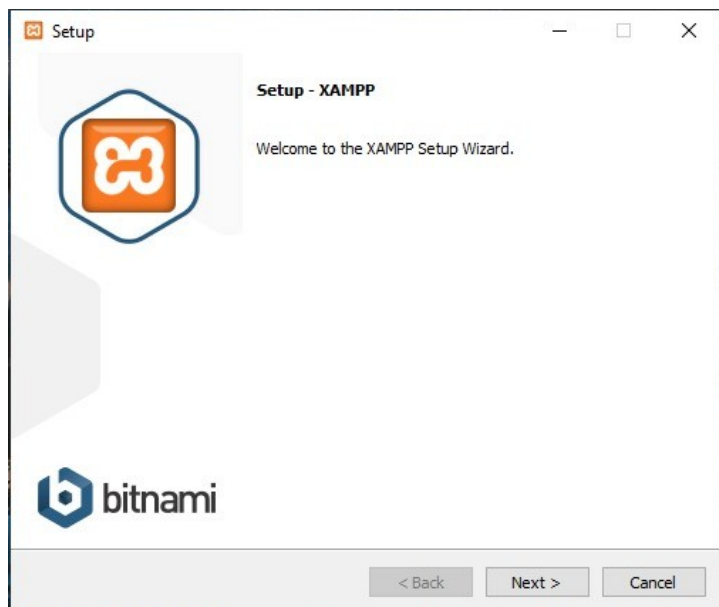 Setup
Setup - XAMPP
Welcome to the XAMPP Setup Wizard.
bitnami
< Back
Next >
Cancel